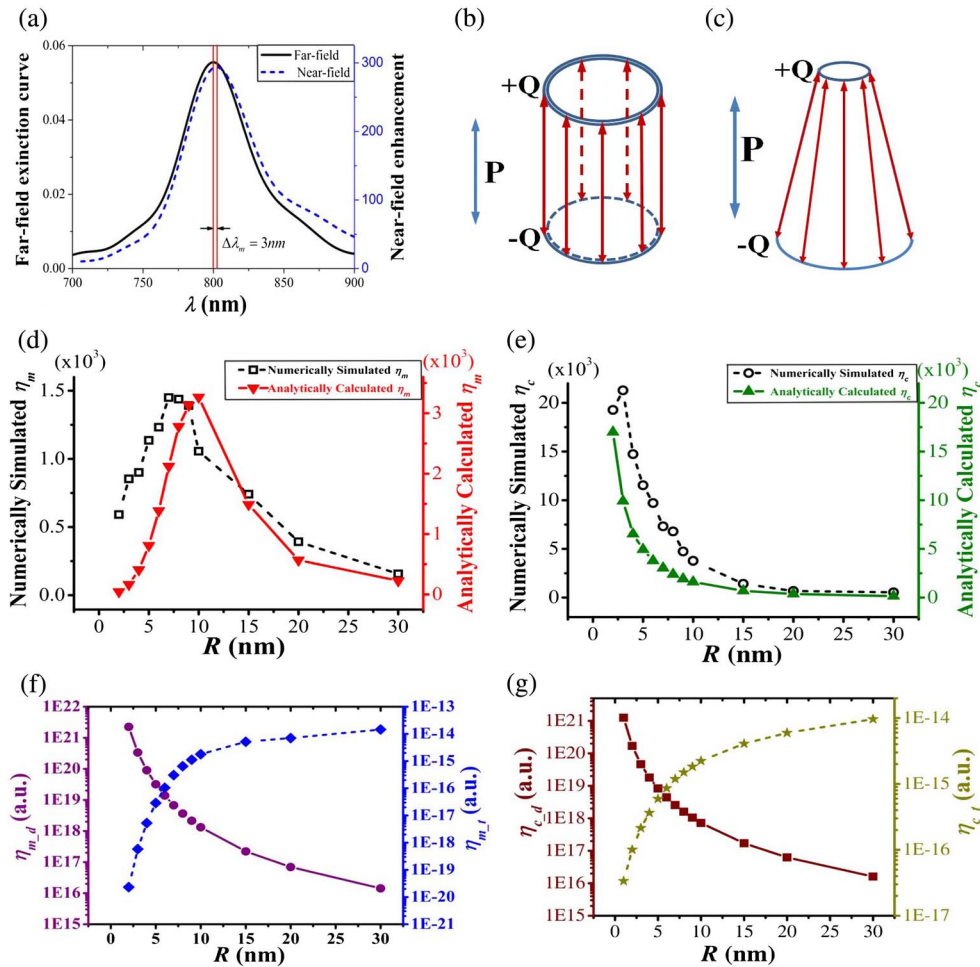 (a)
Far-field
Near-field
0.06
0.04
0.02
0.00
300
200
100
0
Far-field exinction curve
Near-field enhancement
Δλm = 3nm
700 750 800 850 900
λ (nm)
(b)
+Q
P
-Q
(c)
+Q
P
-Q
(d)
(x10³)
(x10³)
Numerically Simulated ηm
Analytically Calculated ηm
1.5
1.0
0.5
0.0
3
2
1
0
Numerically Simulated ηm
Analytically Calculated ηm
0 5 10 15 20 25 30
R (nm)
(e)
(x10³)
(x10³)
Numerically Simulated ηc
Analytically Calculated ηc
20
15
10
5
0
20
15
10
5
0
Numerically Simulated ηc
Analytically Calculated ηc
0 5 10 15 20 25 30
R (nm)
(f)
1E22
1E21
1E20
1E19
1E18
1E17
1E16
1E15
1E-13
1E-14
1E-15
1E-16
1E-17
1E-18
1E-19
1E-20
1E-21
ηm_d (a.u.)
ηm_t (a.u.)
0 5 10 15 20 25 30
R (nm)
(g)
1E21
1E20
1E19
1E18
1E17
1E16
1E15
1E-14
1E-15
1E-16
1E-17
ηc_d (a.u.)
ηc_t (a.u.)
0 5 10 15 20 25 30
R (nm)